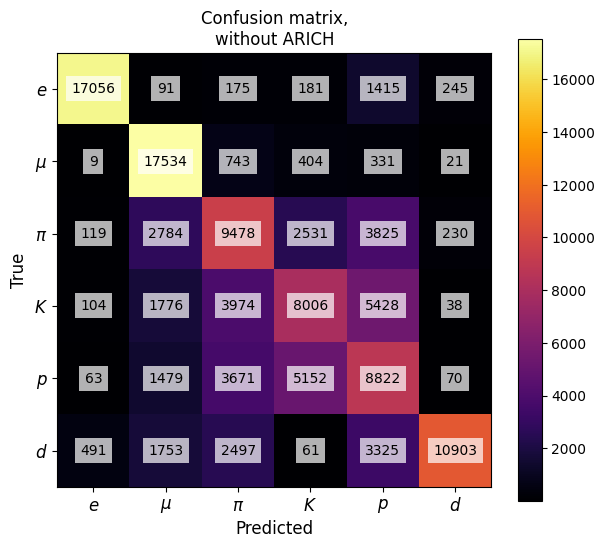 Confusion matrix,
without ARICH
e 17056 91 175 181 1415 245
μ 9 17534 743 404 331 21
π 119 2784 9478 2531 3825 230
K 104 1776 3974 8006 5428 38
p 63 1479 3671 5152 8822 70
d 491 1753 2497 61 3325 10903
e μ π K p d
Predicted
True
16000
14000
12000
10000
8000
6000
4000
2000